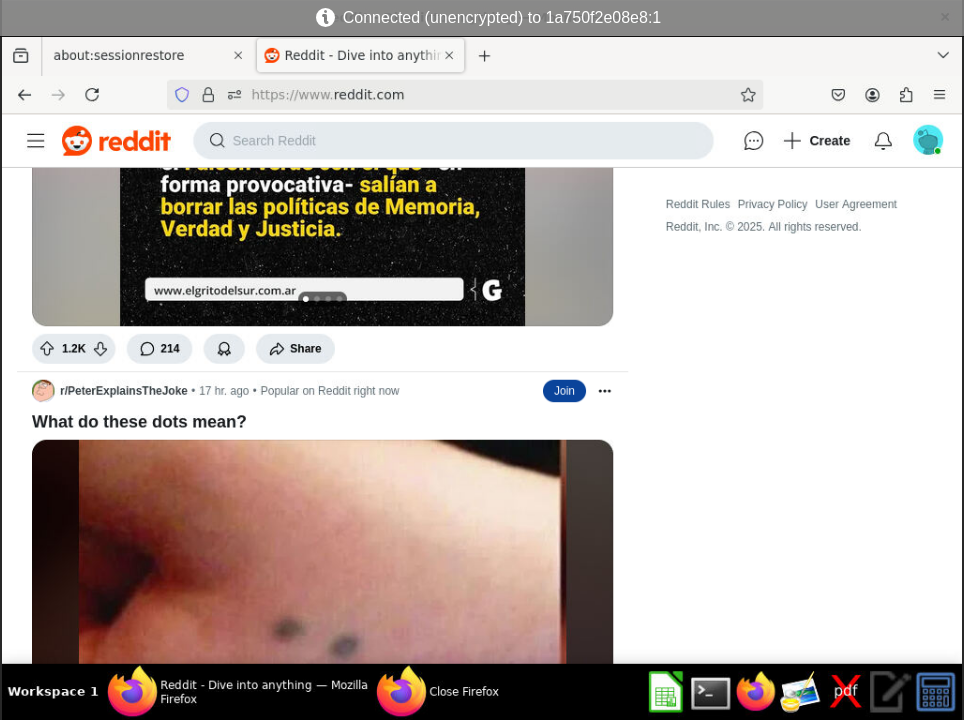 Connected (unencrypted) to 1a750f2e08e8:1
about:sessionrestore
Reddit - Dive into anythin
https://www.reddit.com
reddit
Search Reddit
Create
forma provocativa- salían a
borrar las políticas de Memoria,
Verdad y Justicia.
www.elgritodelsur.com.ar
G
Reddit Rules Privacy Policy User Agreement
Reddit, Inc. © 2025. All rights reserved.
1.2K
214
Share
r/PeterExplainsTheJoke • 17 hr. ago • Popular on Reddit right now
Join
What do these dots mean?
Workspace 1
Reddit - Dive into anything — Mozilla
Firefox
Close Firefox
pdf